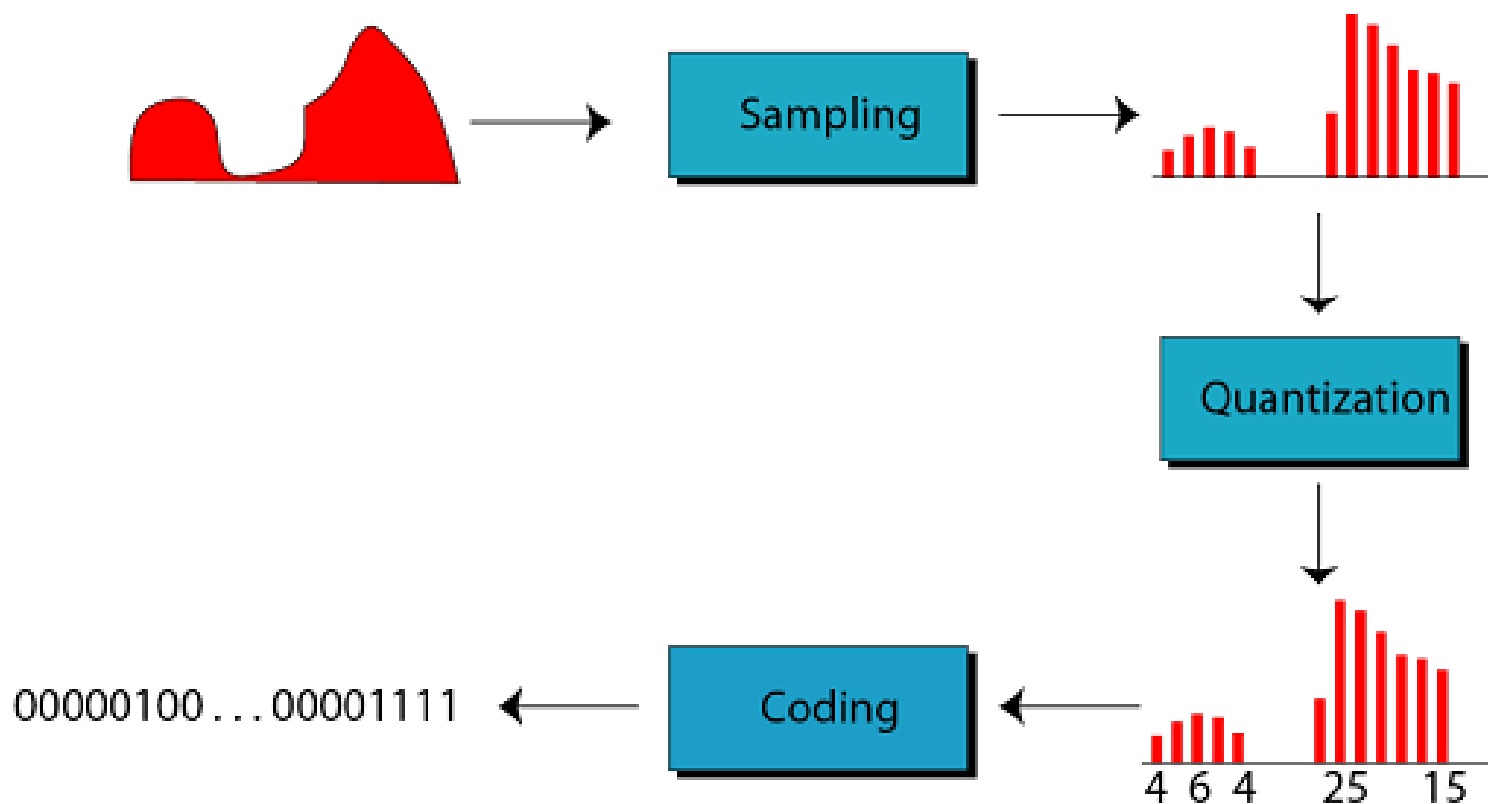 Sampling
Quantization
00000100...00001111
Coding
4 6 4 25 15